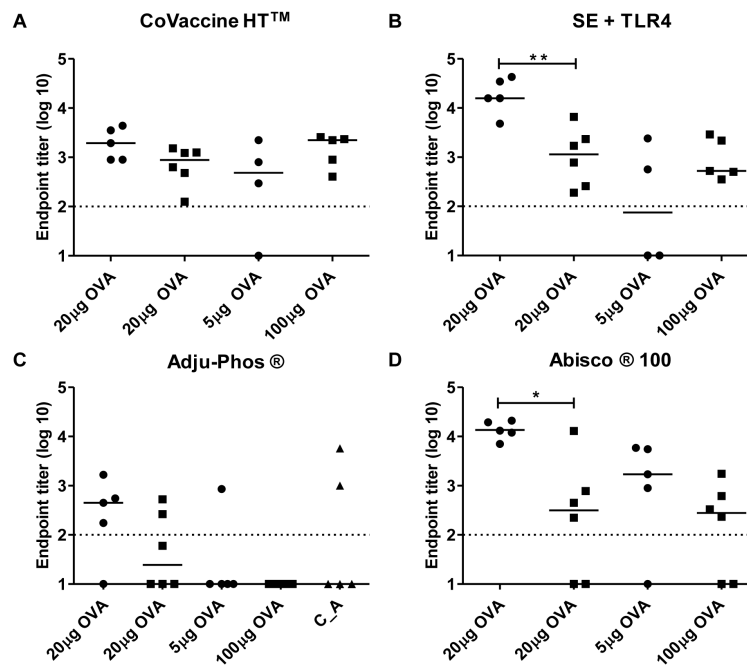 A
CoVaccine HT™
Endpoint titer (log 10)
5
4
3
2
1
20µg OVA
20µg OVA
5µg OVA
100µg OVA
B
SE + TLR4
Endpoint titer (log 10)
5
4
3
2
1
**
20µg OVA
20µg OVA
5µg OVA
100µg OVA
C
Adju-Phos ®
Endpoint titer (log 10)
5
4
3
2
1
20µg OVA
20µg OVA
5µg OVA
100µg OVA
C_A
D
Abisco ® 100
Endpoint titer (log 10)
5
4
3
2
1
*
20µg OVA
20µg OVA
5µg OVA
100µg OVA